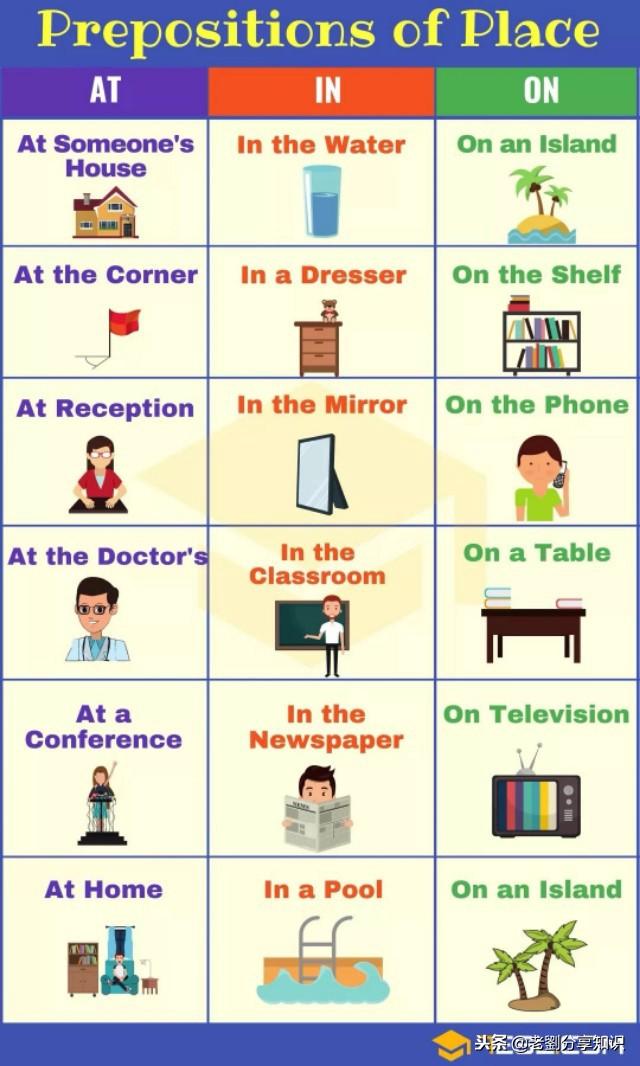 Prepositions of Place
AT IN ON
At Someone's House
In the Water
On an Island
At the Corner
In a Dresser
On the Shelf
At Reception
In the Mirror
On the Phone
At the Doctor's
In the
Classroom
On a Table
At a
Conference
In the
Newspaper
On Television
NEWS
At Home
In a Pool
On an Island
头条 @老劉分享知识